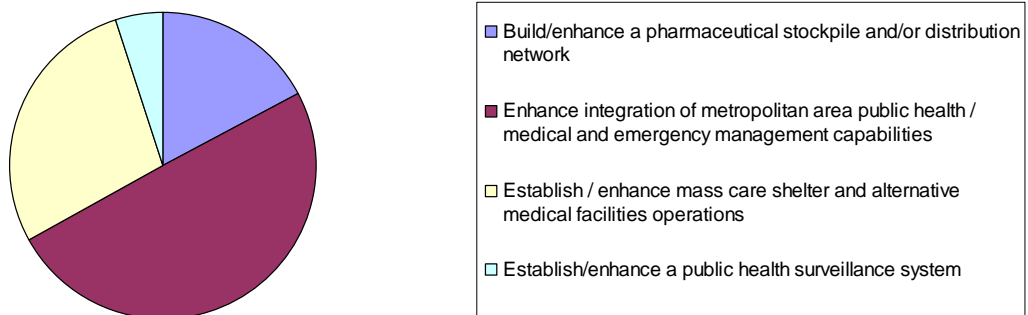 Build/enhance a pharmaceutical stockpile and/or distribution
network
Enhance integration of metropolitan area public health /
medical and emergency management capabilities
Establish / enhance mass care shelter and alternative
medical facilities operations
Establish/enhance a public health surveillance system